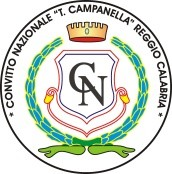 * CONVITTO NAZIONALE "T. CAMPANELLA" REGGIO CALABRIA *
CN